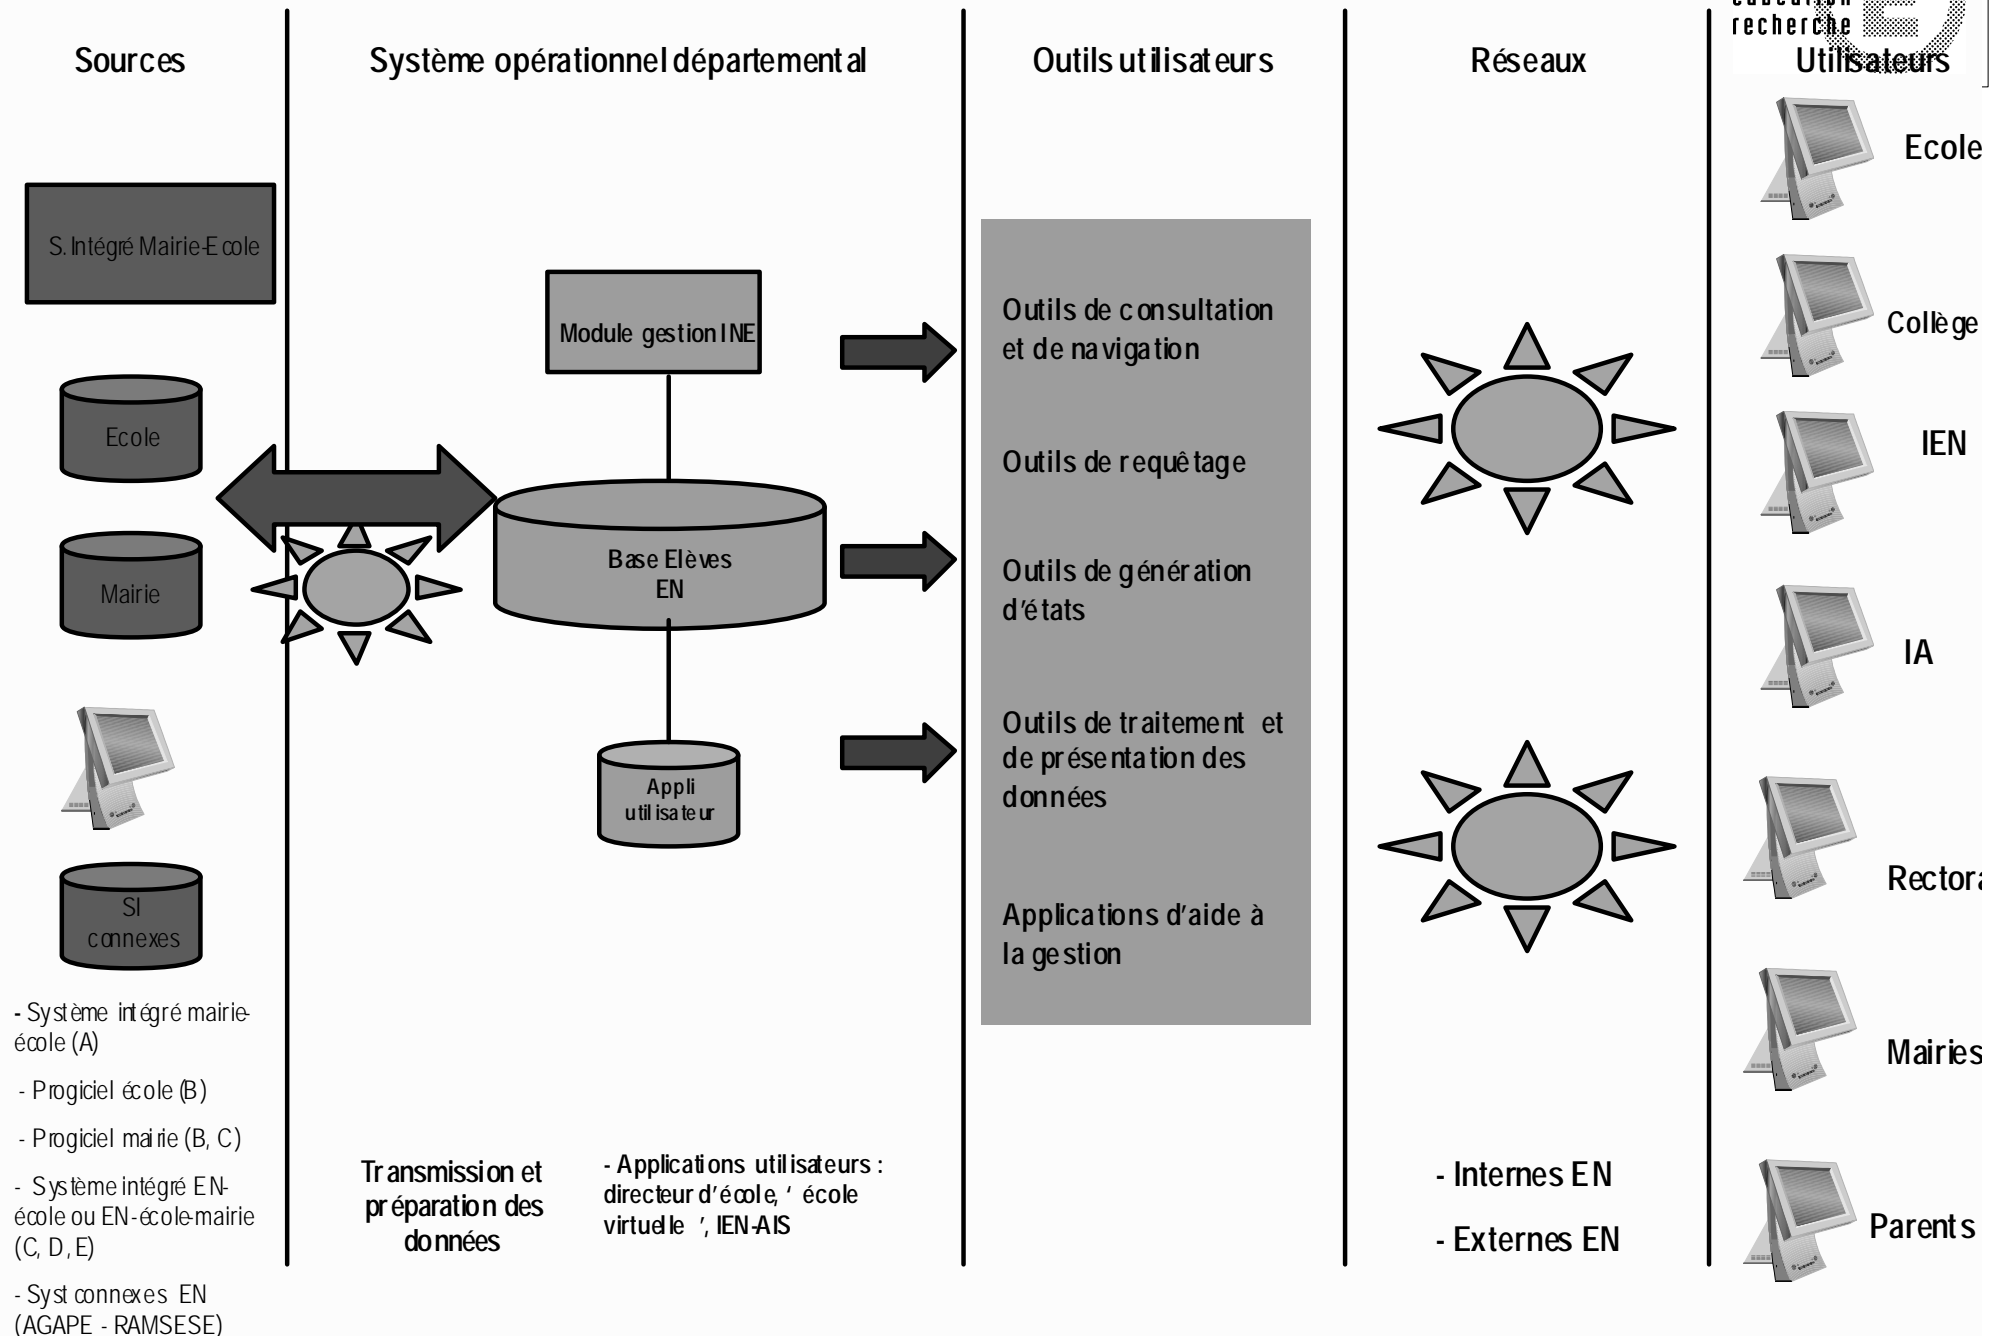 recherche
Sources
Système opérationnel départemental
Outils utilisateurs
Réseaux
Utilisateurs
S. Intégré Mairie-Ecole
Ecole
Mairie
SI
connexes
- Système intégré mairie-
école (A)
- Progiciel école (B)
- Progiciel mairie (B, C)
- Système intégré EN-
école ou EN-école-mairie
(C, D, E)
- Syst connexes EN
(AGAPE - RAMSESE)
Module gestion INE
Base Elèves
EN
Appli
utilisateur
Transmission et
préparation des
données
- Applications utilisateurs :
directeur d'école, ' école
virtuelle ', IEN-AIS
Outils de consultation
et de navigation
Outils de requêtage
Outils de génération
d'états
Outils de traitement et
de présentation des
données
Applications d'aide à
la gestion
- Internes EN
- Externes EN
Ecole
Collège
IEN
IA
Mairies
Parents